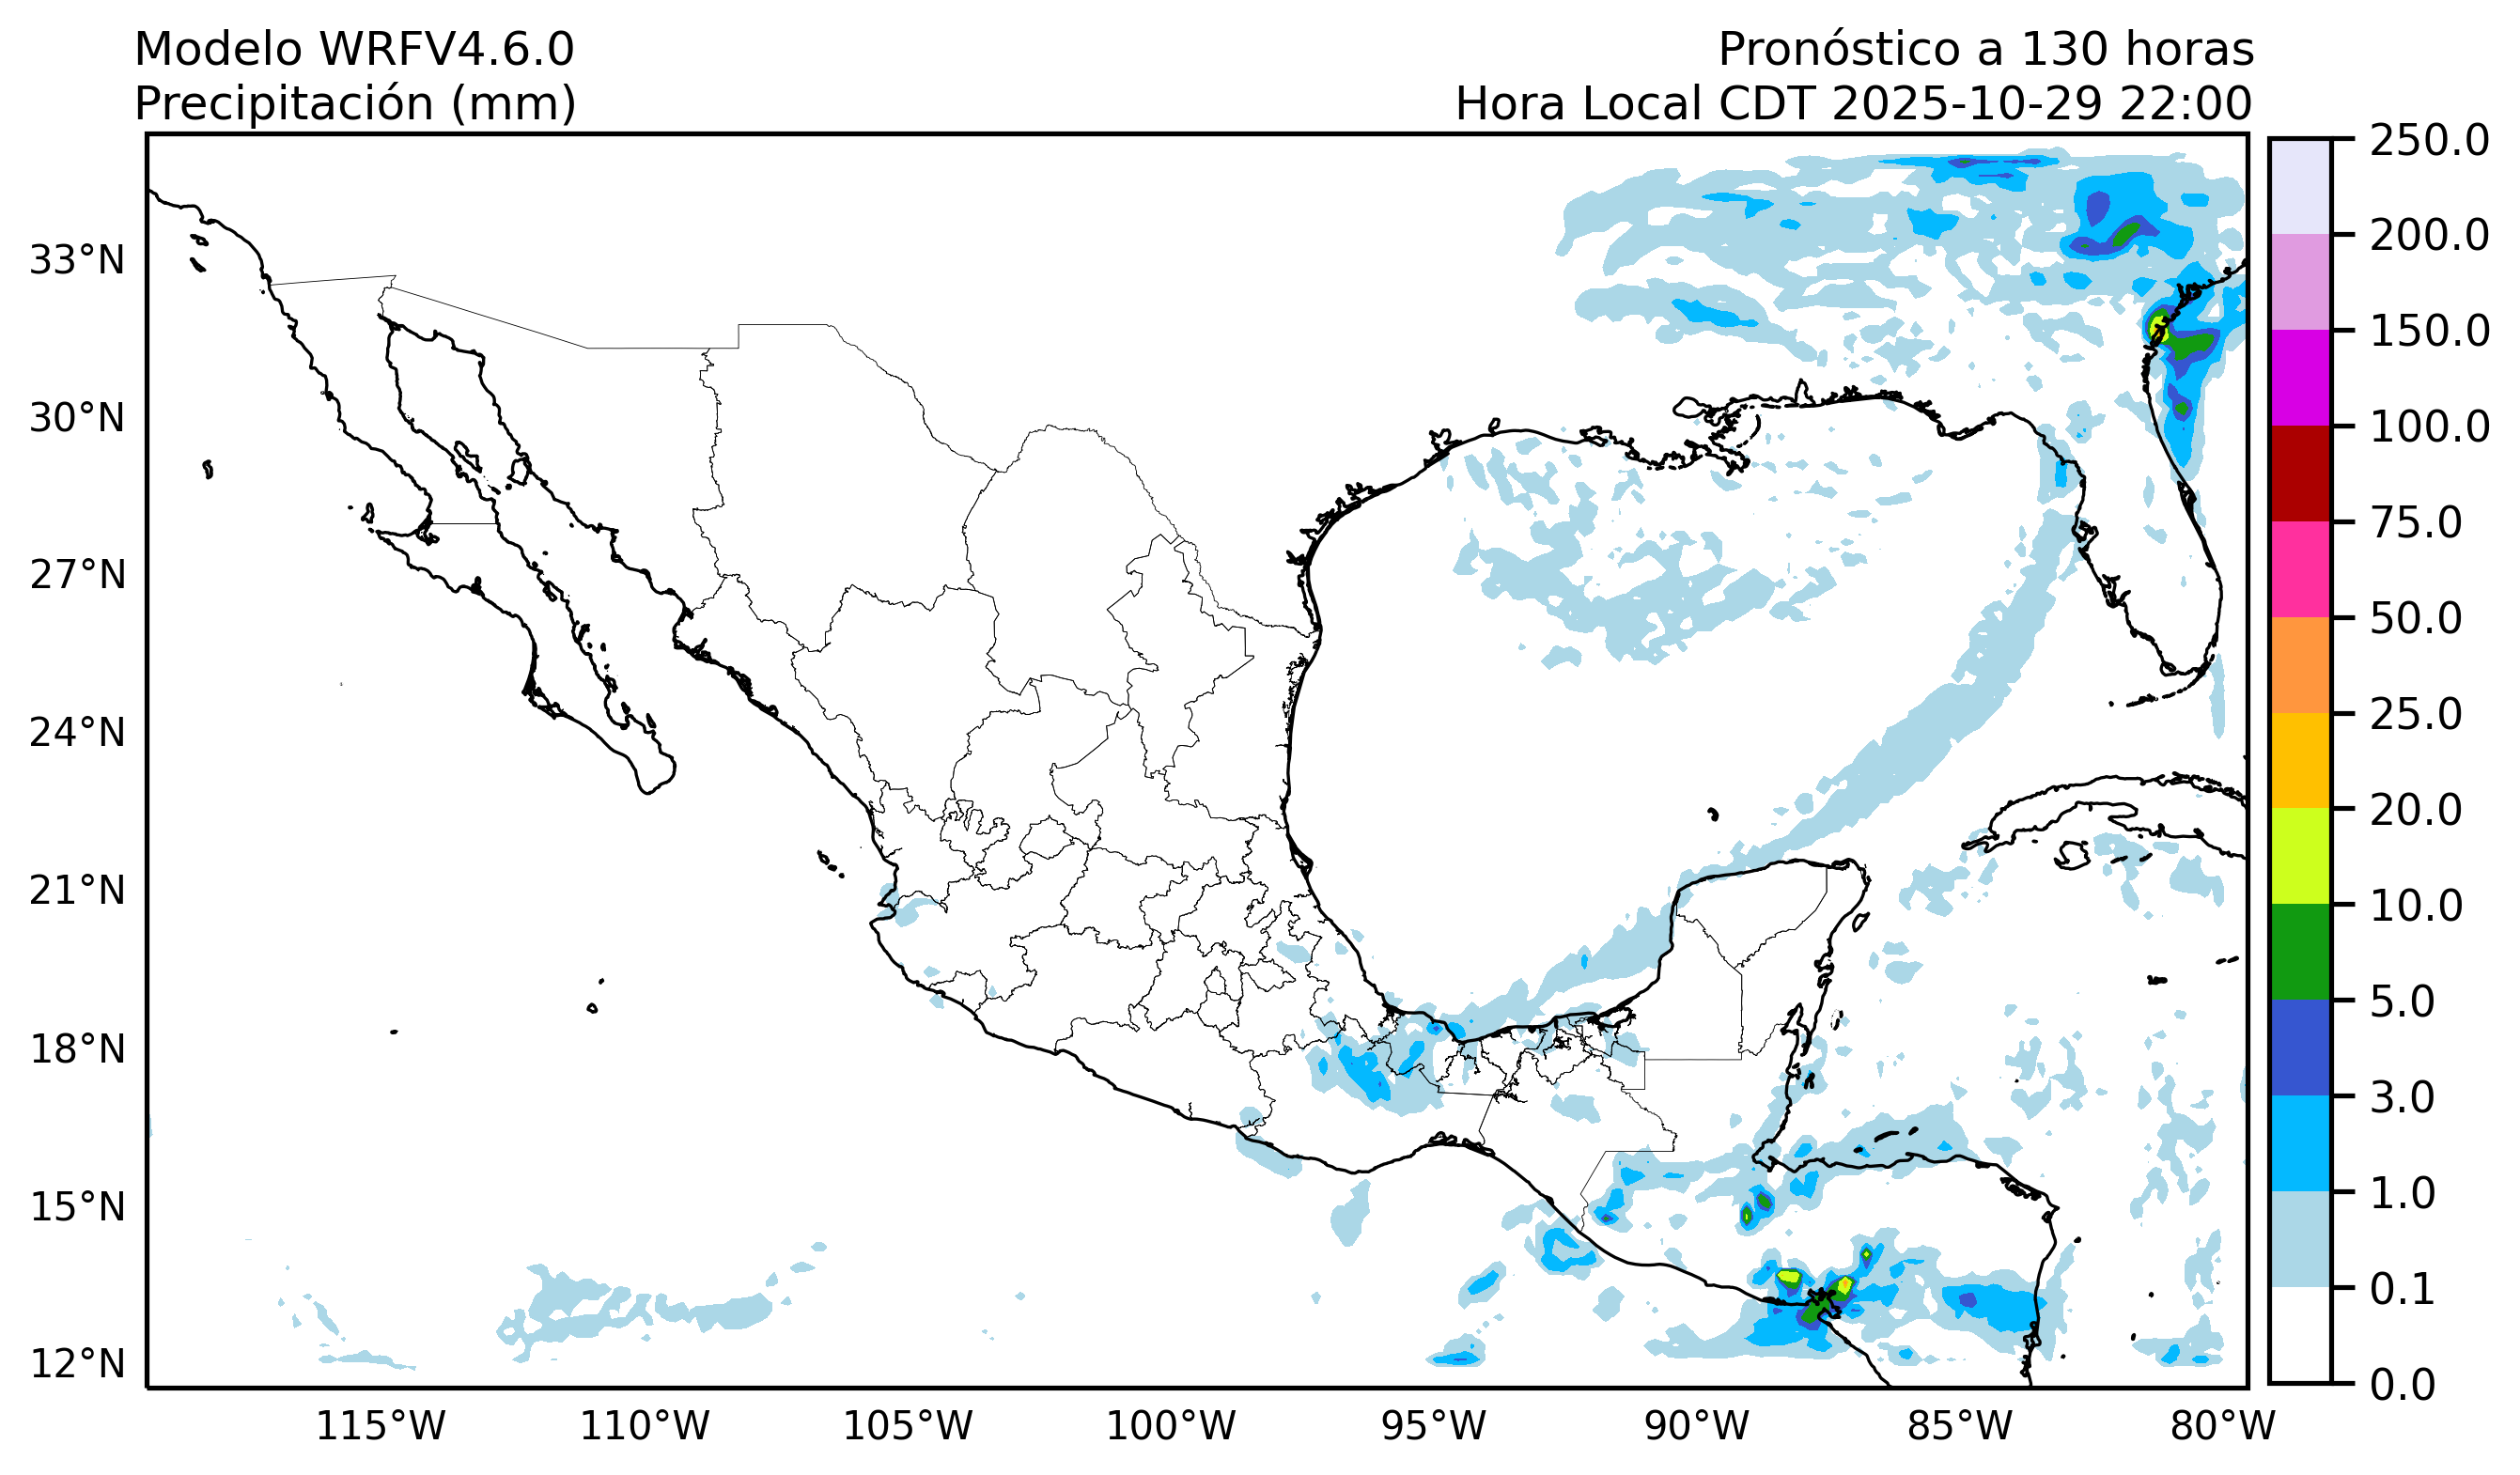 Modelo WRFV4.6.0
Precipitación (mm)
Pronóstico a 130 horas
Hora Local CDT 2025-10-29 22:00
33°N
30°N
27°N
24°N
21°N
18°N
15°N
12°N
115°W
110°W
105°W
100°W
95°W
90°W
85°W
80°W
250.0
200.0
150.0
100.0
75.0
50.0
25.0
20.0
10.0
5.0
3.0
1.0
0.1
0.0